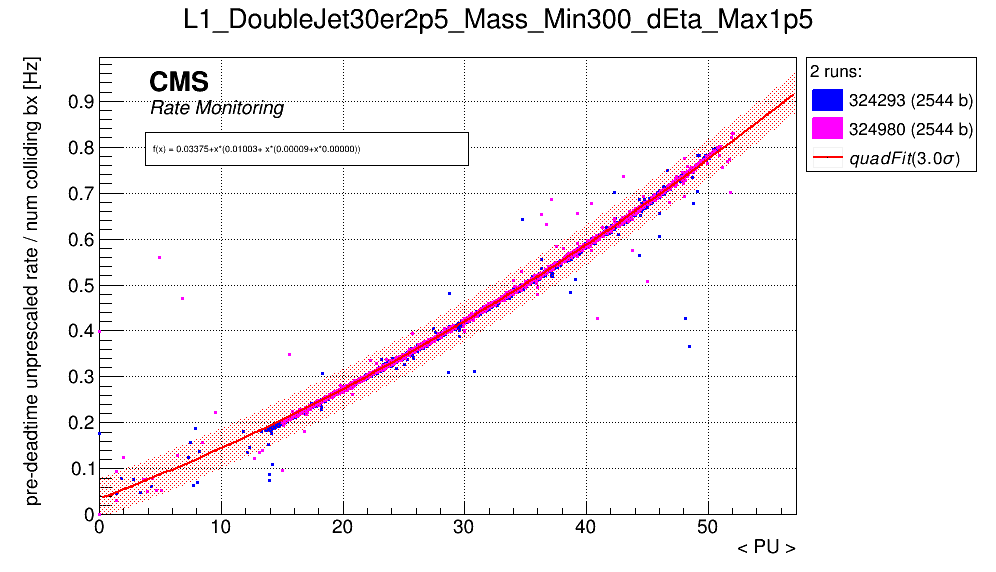 L1_DoubleJet30er2p5_Mass_Min300_dEta_Max1p5
pre-deadtime unprescaled rate / num colliding bx [Hz]
CMS
Rate Monitoring
f(x) = 0.03375+x*(0.01003+ x*(0.00009+x*0.00000))
0.9
0.8
0.7
0.6
0.5
0.4
0.3
0.2
0.1
0
0 10 20 30 40 50
< PU >
2 runs:
324293 (2544 b)
324980 (2544 b)
quadFit(3.0σ)